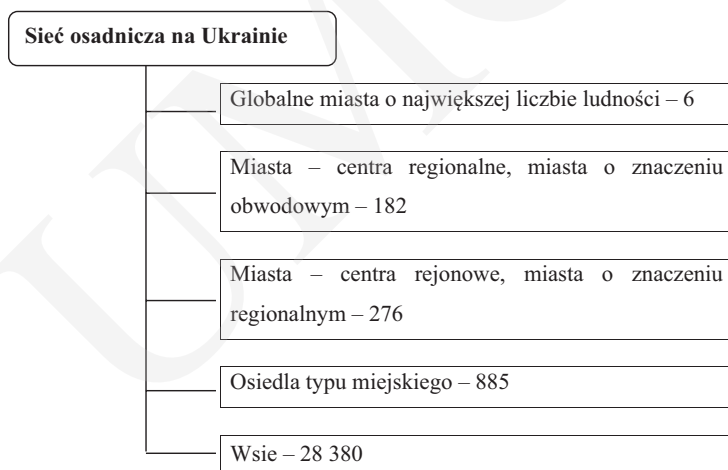 Sieć osadnicza na Ukrainie
Globalne miasta o największej liczbie ludności – 6
Miasta – centra regionalne, miasta o znaczeniu
obwodowym – 182
Miasta – centra rejonowe, miasta o znaczeniu
regionalnym – 276
Osiedla typu miejskiego – 885
Wsie – 28 380